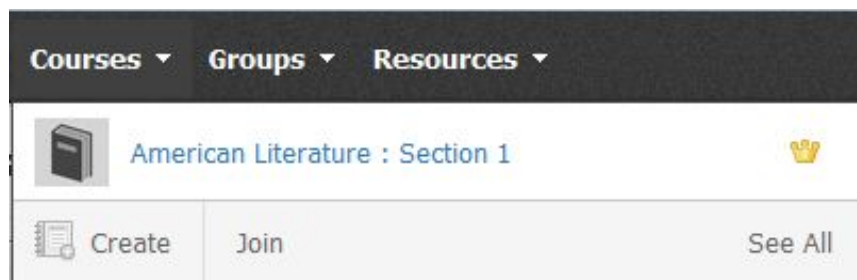 Courses Groups Resources
American Literature : Section 1
Create Join See All